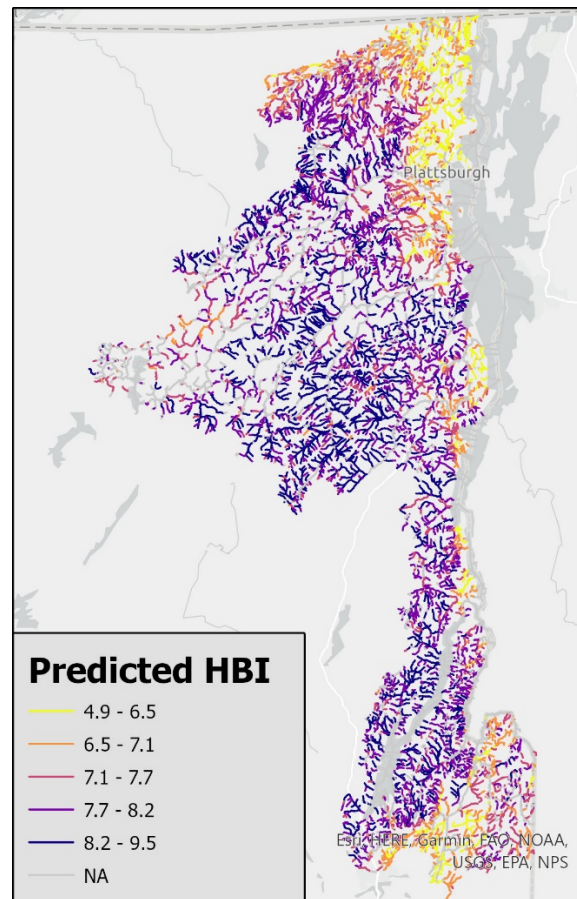 Plattsburgh
Predicted HBI
4.9 - 6.5
6.5 - 7.1
7.1 - 7.7
7.7 - 8.2
8.2 - 9.5
NA
Esri, HERE, Garmin, FAO, NOAA,
USGS, EPA, NPS